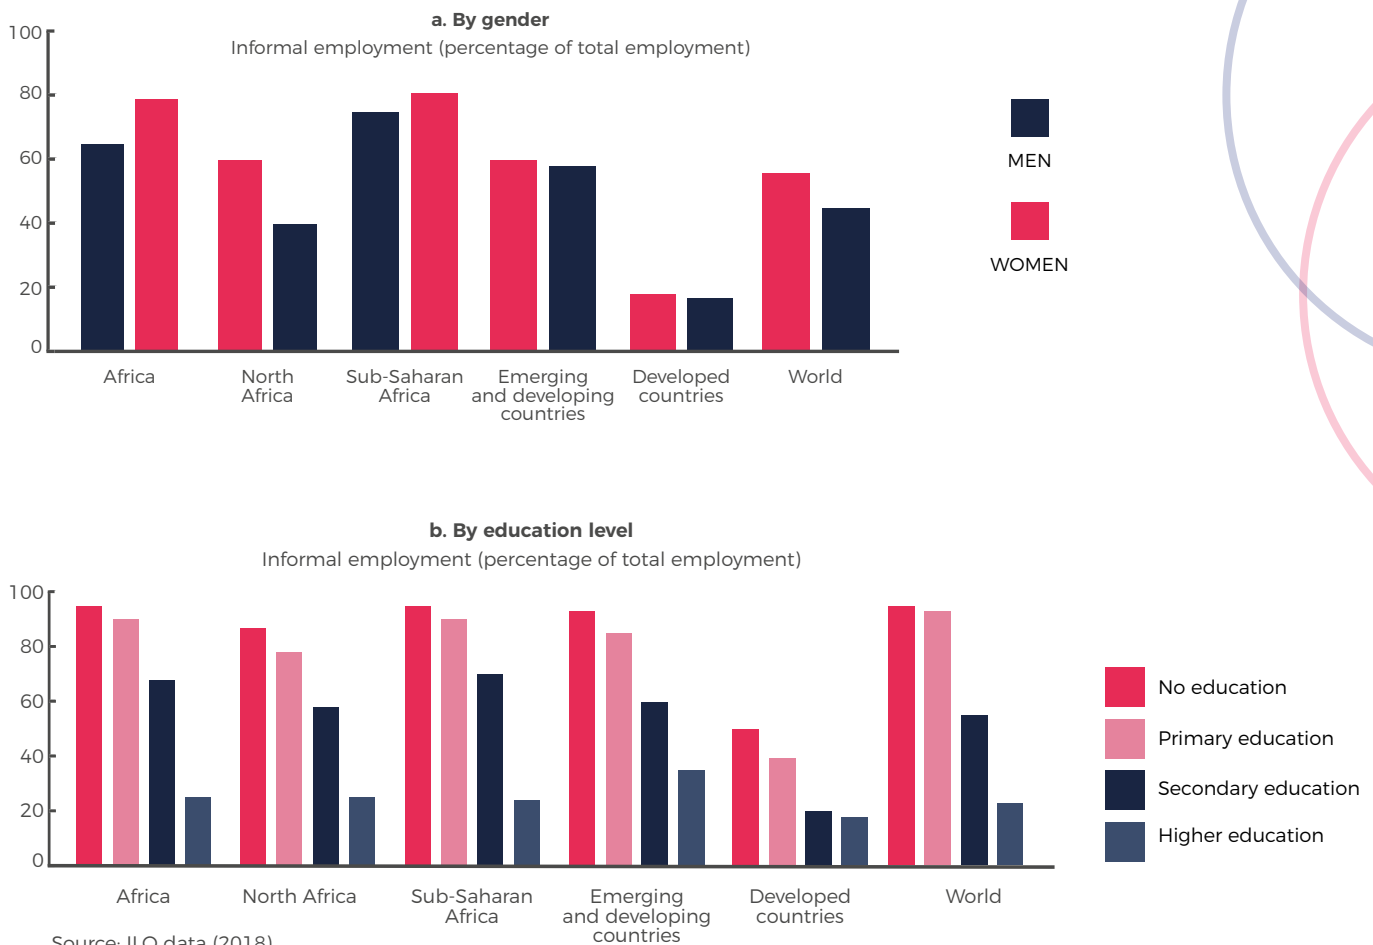 a. By gender
Informal employment (percentage of total employment)
100
80
60
40
20
0
Africa
North
Africa
Sub-Saharan
Africa
Emerging
and developing
countries
Developed
countries
World
MEN
WOMEN
b. By education level
Informal employment (percentage of total employment)
100
80
60
40
20
0
Africa
North Africa
Sub-Saharan
Africa
Emerging
and developing
countries
Developed
countries
World
No education
Primary education
Secondary education
Higher education
Source: ILO data (2018)